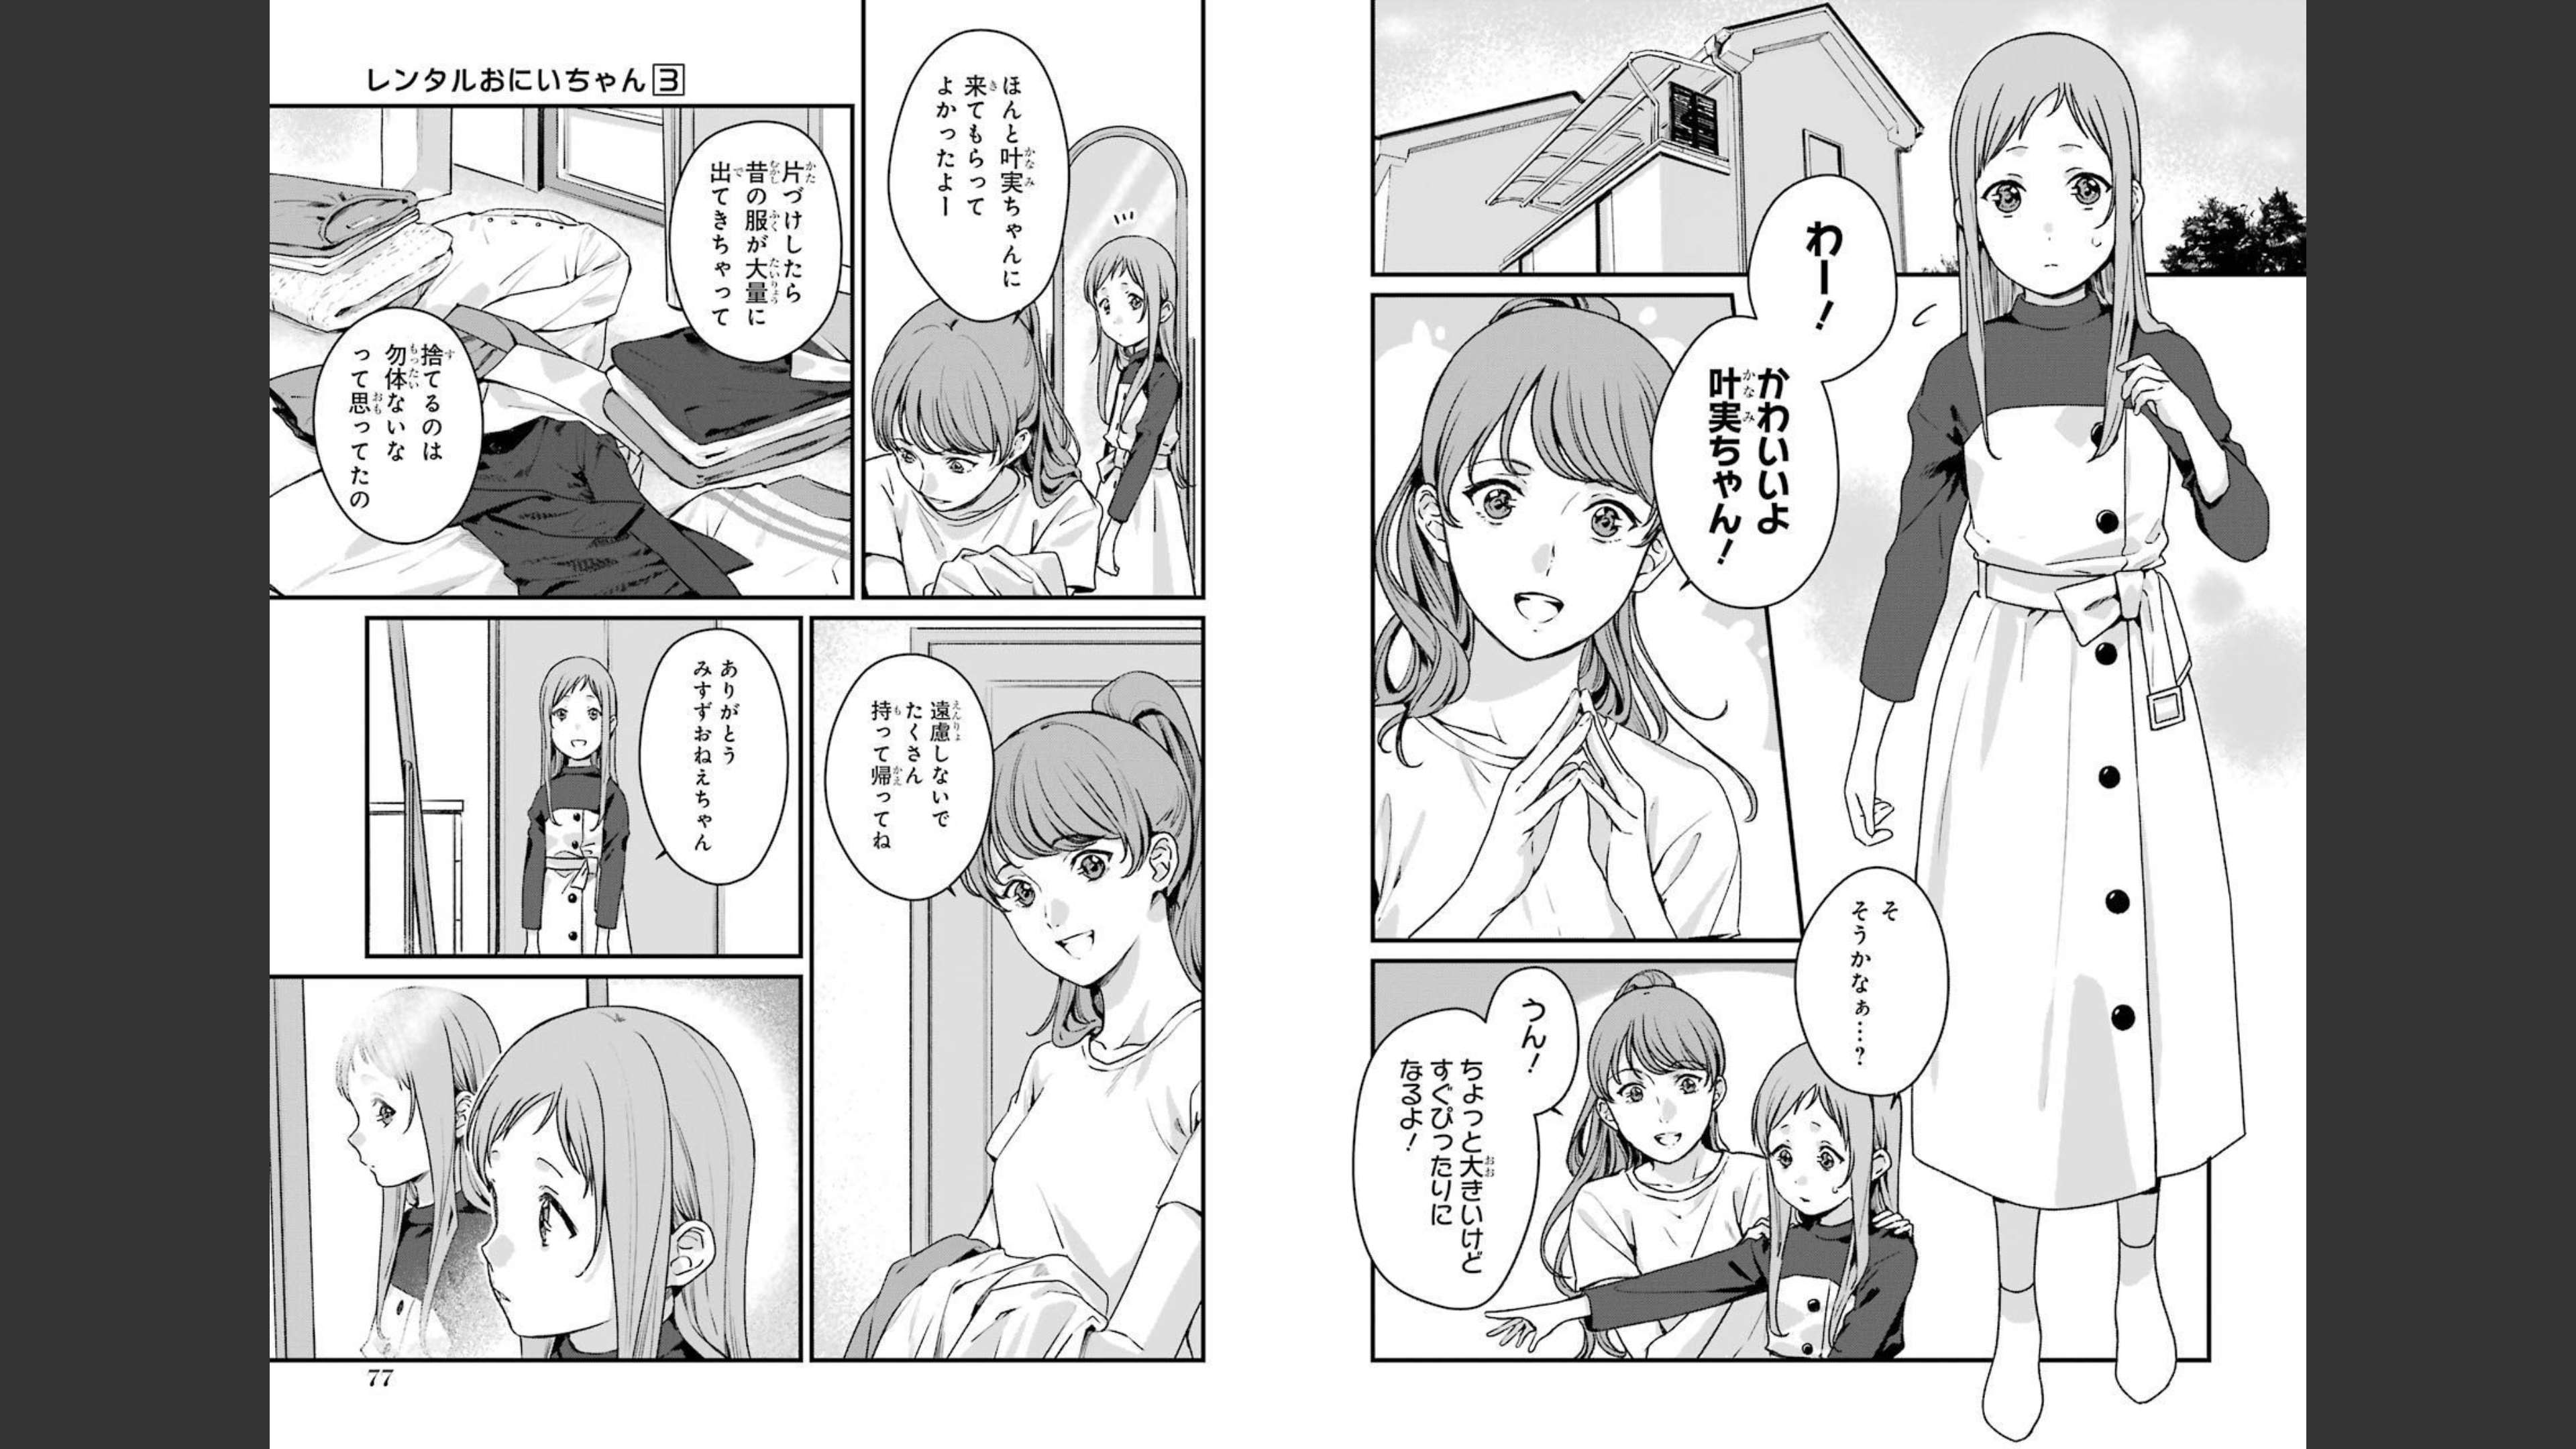 わー！
かわいいよ
叶実ちゃん！
そ
そうかなぁ…？
うん！
ちょっと大きいけど
すぐぴったりに
なるよ！
レンタルおにいちゃん3
ほんと叶実ちゃんに
来てもらって
よかったよー
片づけしたら
昔の服が大量に
出てきちゃって
捨てるのは
勿体ないな
って思ってたの
遠慮しないで
たくさん
持って帰ってね
ありがとう
みすずおねえちゃん
77